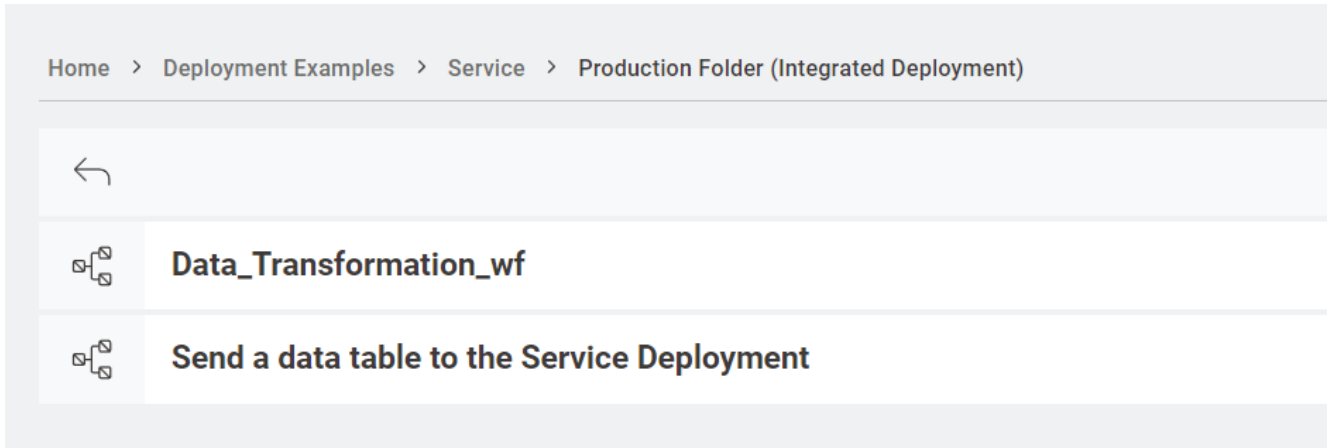 Home > Deployment Examples > Service > Production Folder (Integrated Deployment)
Data_Transformation_wf
Send a data table to the Service Deployment